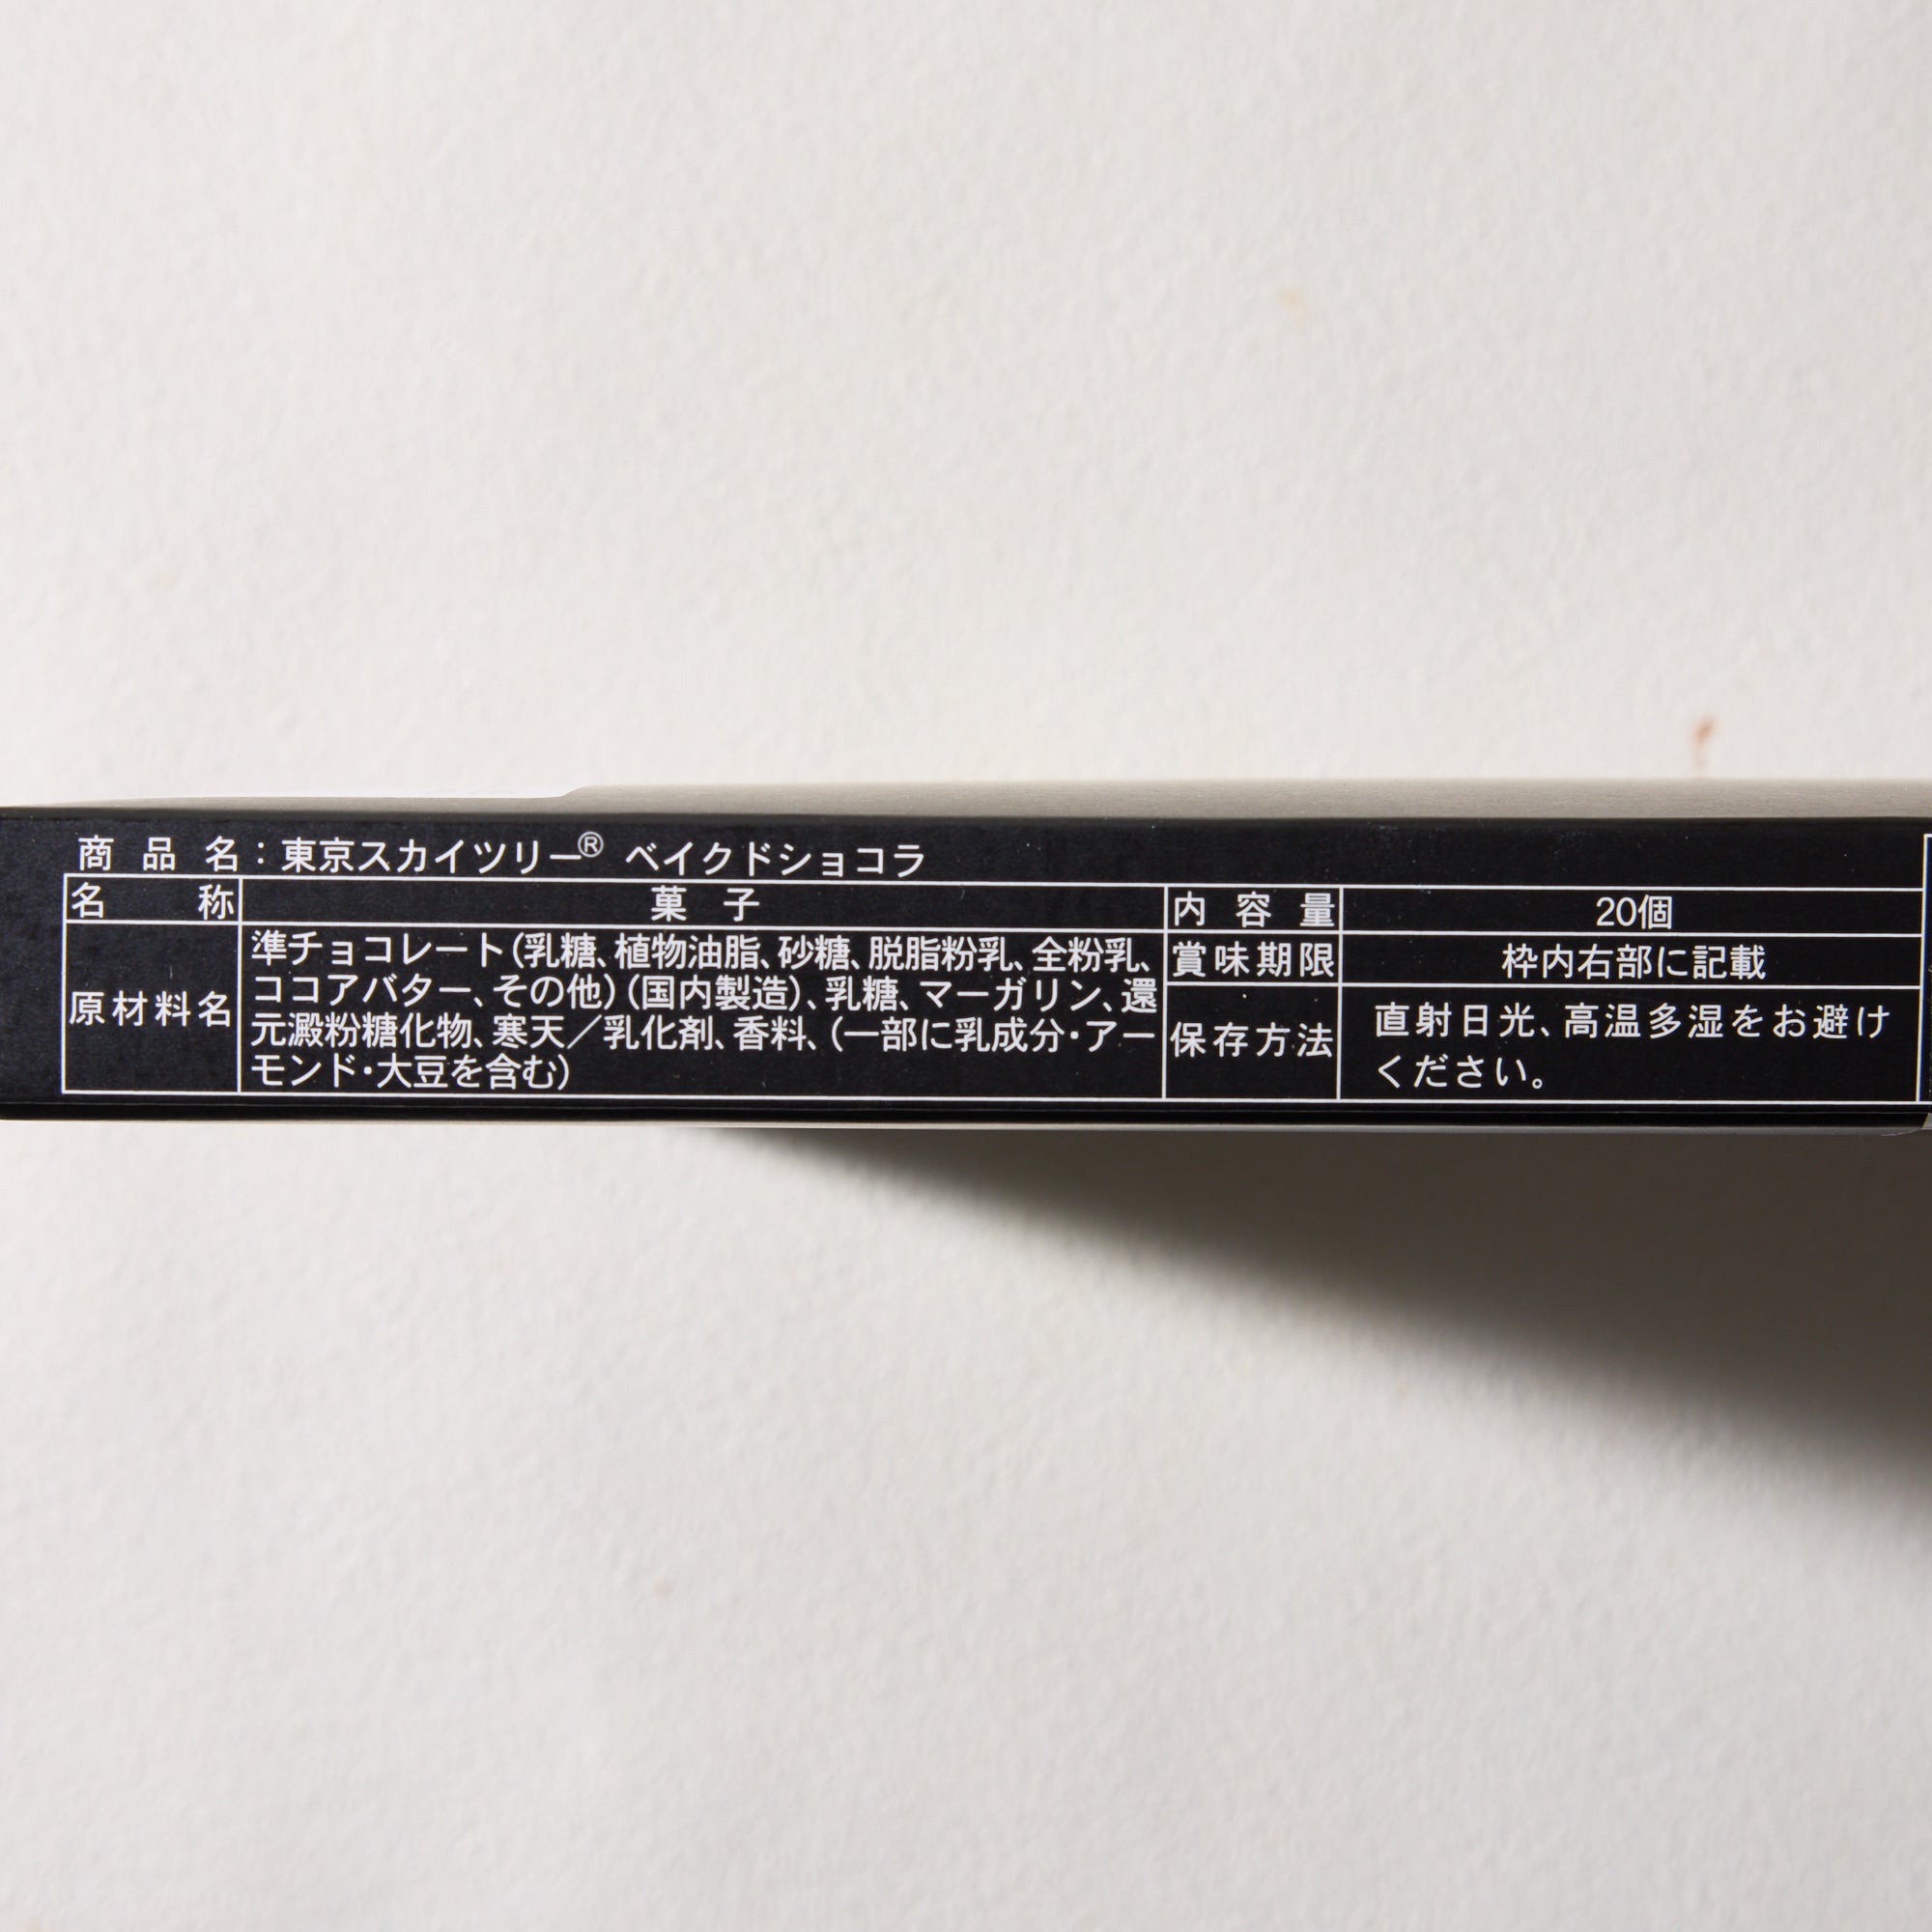 商品名：東京スカイツリー® ベイクドショコラ
名称 菓子
原材料名 準チョコレート(乳糖、植物油脂、砂糖、脱脂粉乳、全粉乳、
ココアバター、その他)(国内製造)、乳糖、マーガリン、還
元澱粉糖化物、寒天／乳化剤、香料、(一部に乳成分・アー
モンド・大豆を含む)
内容量 20個
賞味期限 枠内右部に記載
保存方法 直射日光、高温多湿をお避け
ください。